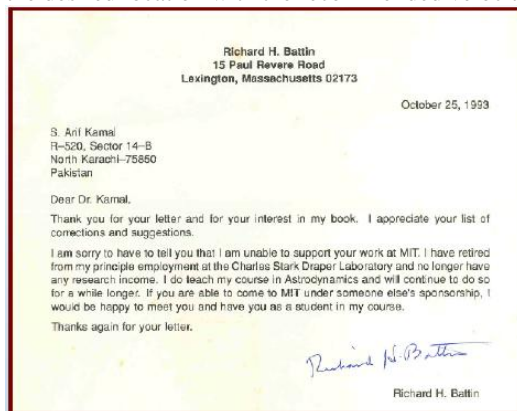 Richard H. Battin
15 Paul Revere Road
Lexington, Massachusetts 02173
October 25, 1993
S. Arif Kamal
R–520, Sector 14–B
North Karachi–75850
Pakistan
Dear Dr. Kamal,
Thank you for your letter and for your interest in my book. I appreciate your list of
corrections and suggestions.
I am sorry to have to tell you that I am unable to support your work at MIT. I have retired
from my principle employment at the Charles Stark Draper Laboratory and no longer have
any research income. I do teach my course in Astrodynamics and will continue to do so
for a while longer. If you are able to come to MIT under someone else's sponsorship, I
would be happy to meet you and have you as a student in my course.
Thanks again for your letter.
Richard H. Battin
Richard H. Battin